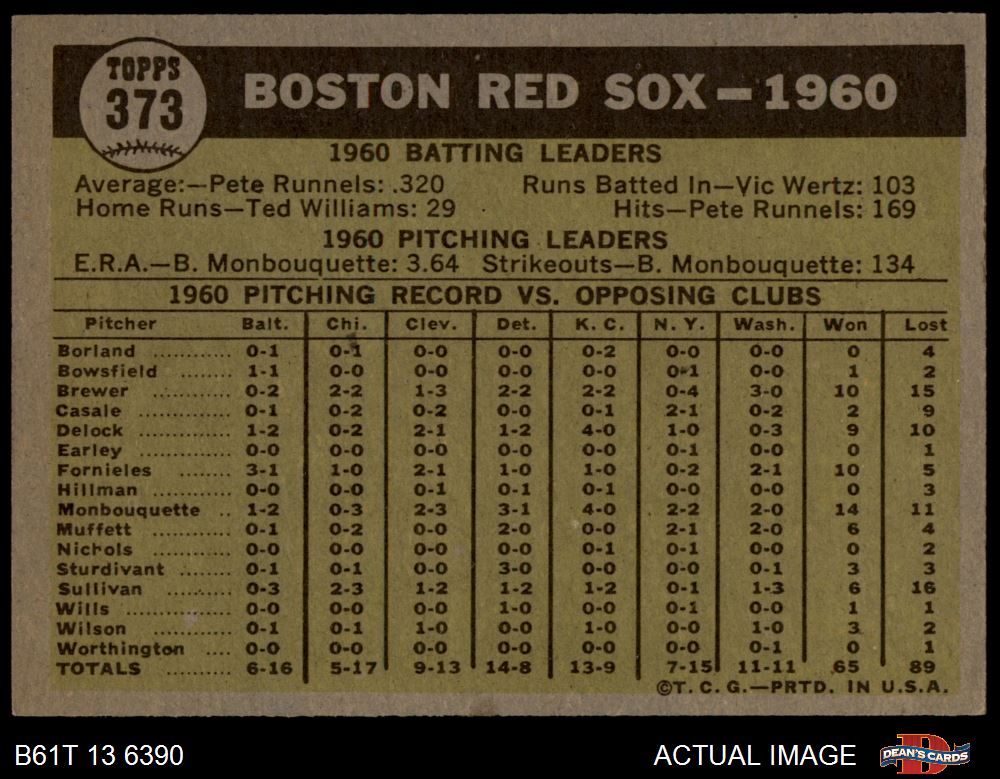 TOPPS
373
BOSTON RED SOX — 1960
1960 BATTING LEADERS
Average:—Pete Runnels: .320 Runs Batted In—Vic Wertz: 103
Home Runs—Ted Williams: 29 Hits—Pete Runnels: 169
1960 PITCHING LEADERS
E.R.A.—B. Monbouquette: 3.64 Strikeouts—B. Monbouquette: 134
1960 PITCHING RECORD VS. OPPOSING CLUBS
Pitcher Balt. Chi. Clev. Det. K. C. N. Y. Wash. Won Lost
Borland ............ 0-1 0-1 0-0 0-0 0-2 0-0 0-0 0 4
Bowsfield ........ 1-1 0-0 0-0 0-0 0-0 0-1 0-0 1 2
Brewer ............ 0-2 2-2 1-3 2-2 2-2 0-4 3-0 10 15
Casale .............. 0-1 0-2 0-2 0-0 0-1 2-1 0-2 2 9
Delock .............. 1-2 0-2 2-1 1-2 4-0 1-0 0-3 9 10
Earley .............. 0-0 0-0 0-0 0-0 0-0 0-1 0-0 0 1
Fornieles ........ 3-1 1-0 2-1 1-0 1-0 0-2 2-1 10 5
Hillman ............ 0-0 0-0 0-1 0-1 0-1 0-0 0-0 0 3
Monbouquette .. 1-2 0-3 2-3 3-1 4-0 2-2 2-0 14 11
Muffett ............ 0-1 0-2 0-0 2-0 0-0 2-1 2-0 6 4
Nichols ............ 0-0 0-0 0-0 0-0 0-1 0-1 0-0 0 2
Sturdivant ........ 0-1 0-1 0-0 3-0 0-0 0-0 0-1 3 3
Sullivan ............ 0-3 2-3 1-2 1-2 1-2 0-1 1-3 6 16
Wills ................ 0-0 0-0 0-0 1-0 0-0 0-1 0-0 1 1
Wilson .............. 0-1 0-1 1-0 0-0 1-0 0-0 1-0 3 2
Worthington .... 0-0 0-0 0-0 0-0 0-0 0-0 0-1 0 1
TOTALS .......... 6-16 5-17 9-13 14-8 13-9 7-15 11-11 65 89
©T. C. G.—PRTD. IN U.S.A.
B61T 13 6390 ACTUAL IMAGE DEAN'S CARDS